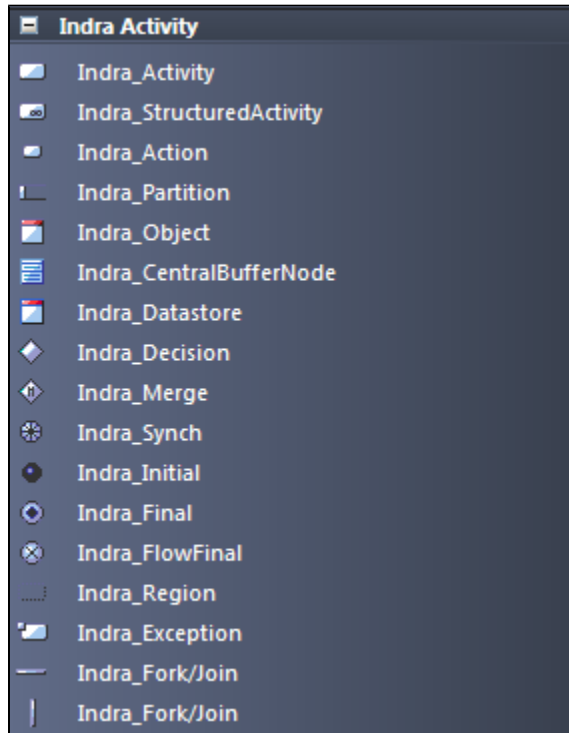 Indra Activity
Indra_Activity
Indra_StructuredActivity
Indra_Action
Indra_Partition
Indra_Object
Indra_CentralBufferNode
Indra_Datastore
Indra_Decision
Indra_Merge
Indra_Synch
Indra_Initial
Indra_Final
Indra_FlowFinal
Indra_Region
Indra_Exception
Indra_Fork/Join
Indra_Fork/Join